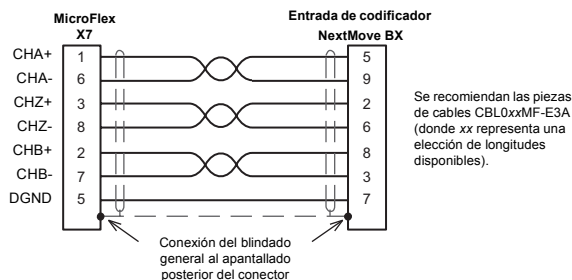 MicroFlex
X7
Entrada de codificador
NextMove BX
CHA+ 1 5
CHA- 6 9
CHZ+ 3 2
CHZ- 8 6
CHB+ 2 8
CHB- 7 3
DGND 5 7
Se recomiendan las piezas
de cables CBL0xxMF-E3A
(donde xx representa una
elección de longitudes
disponibles).
Conexión del blindado
general al apantallado
posterior del conector